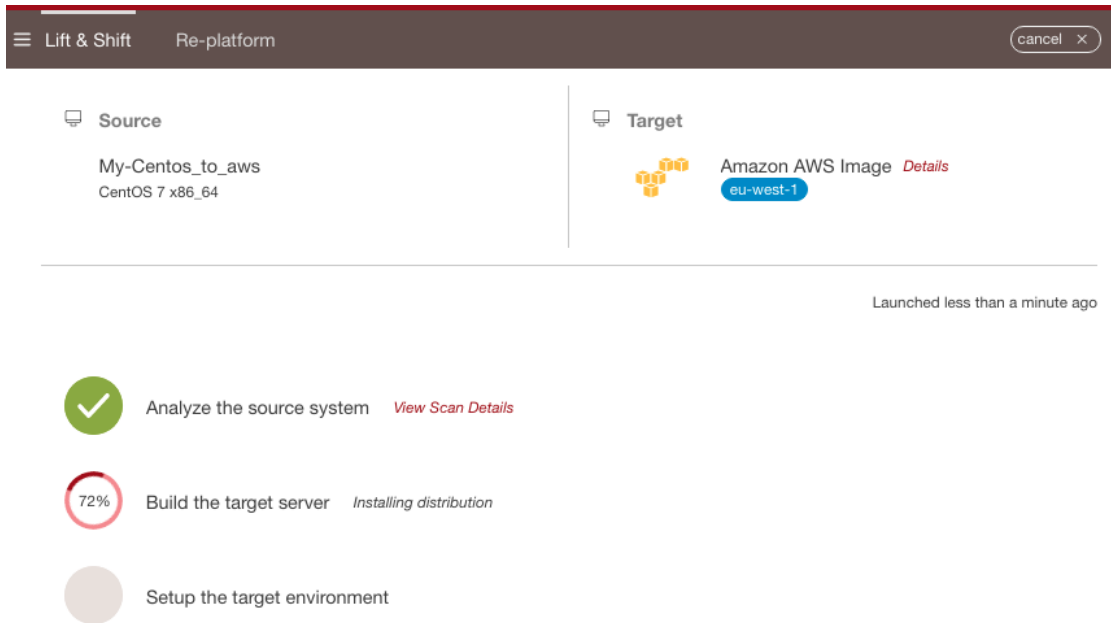 Lift & Shift Re-platform cancel ×
Source
My-Centos_to_aws
CentOS 7 x86_64
Target
Amazon AWS Image Details
eu-west-1
Launched less than a minute ago
Analyze the source system View Scan Details
72% Build the target server Installing distribution
Setup the target environment